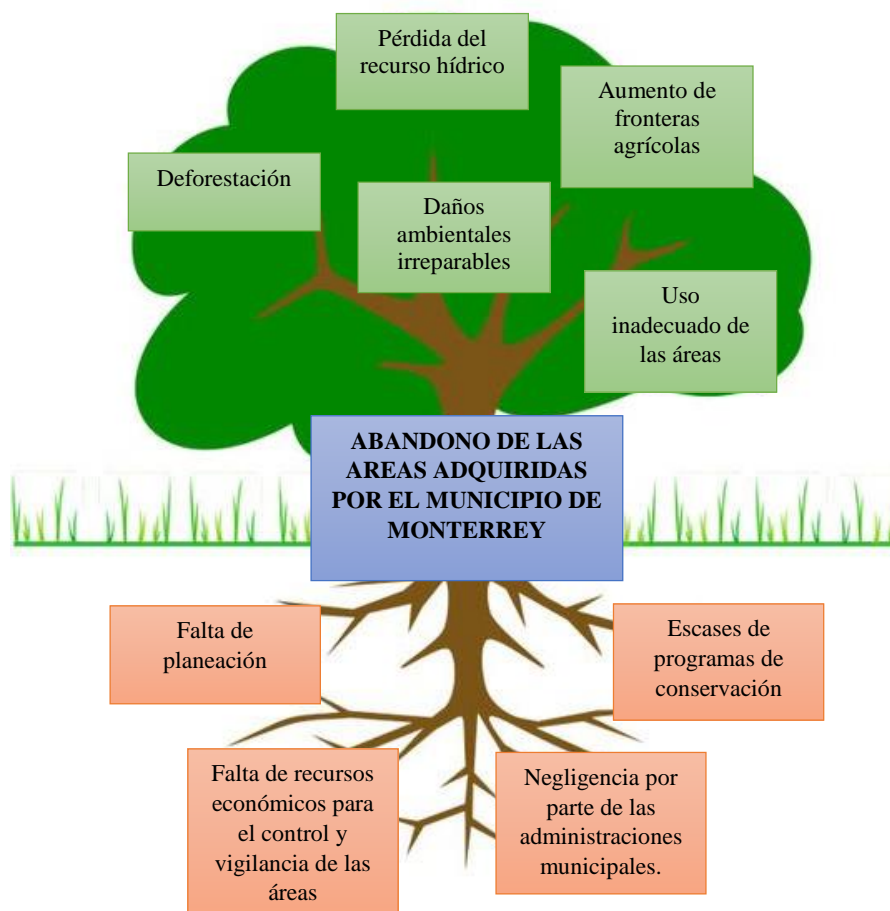 Pérdida del
recurso hídrico
Aumento de
fronteras
agrícolas
Deforestación
Daños
ambientales
irreparables
Uso
inadecuado de
las áreas
ABANDONO DE LAS
AREAS ADQUIRIDAS
POR EL MUNICIPIO DE
MONTERREY
Falta de
planeación
Escases de
programas de
conservación
Falta de recursos
económicos para
el control y
vigilancia de las
áreas
Negligencia por
parte de las
administraciones
municipales.